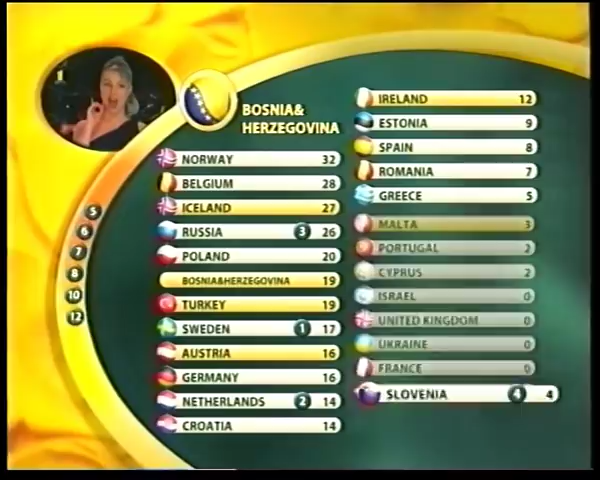 1
BOSNIA&
HERZEGOVINA
5
6
7
8
10
12
NORWAY 32
BELGIUM 28
ICELAND 27
RUSSIA 3 26
POLAND 20
BOSNIA&HERZEGOVINA 19
TURKEY 19
SWEDEN 1 17
AUSTRIA 16
GERMANY 16
NETHERLANDS 2 14
CROATIA 14
IRELAND 12
ESTONIA 9
SPAIN 8
ROMANIA 7
GREECE 5
MALTA 3
PORTUGAL 2
CYPRUS 2
ISRAEL 0
UNITED KINGDOM 0
UKRAINE 0
FRANCE 0
SLOVENIA 4 4